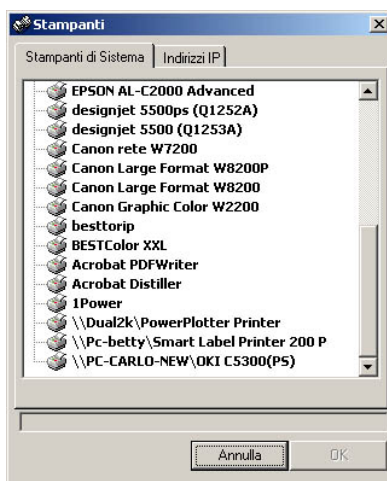 Stampanti
Stampanti di Sistema Indirizzi IP
EPSON AL-C2000 Advanced
designjet 5500ps (Q1252A)
designjet 5500 (Q1253A)
Canon rete W7200
Canon Large Format W8200P
Canon Large Format W8200
Canon Graphic Color W2200
besttorip
BESTColor XXL
Acrobat PDFWriter
Acrobat Distiller
1Power
\\Dual2k\PowerPlotter Printer
\\Pc-betty\Smart Label Printer 200 P
\\PC-CARLO-NEW\OKI C5300(PS)
Annulla OK